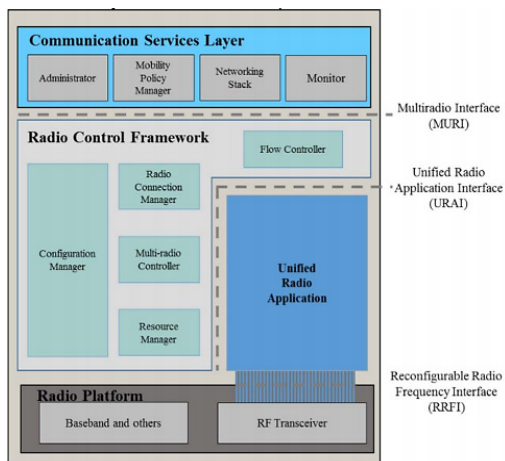 Communication Services Layer
Administrator
Mobility
Policy
Manager
Networking
Stack
Monitor
Multiradio Interface
(MURI)
Radio Control Framework
Flow Controller
Unified Radio
Application Interface
(URAI)
Radio
Connection
Manager
Configuration
Manager
Multi-radio
Controller
Resource
Manager
Unified
Radio
Application
Reconfigurable Radio
Frequency Interface
(RRFI)
Radio Platform
Baseband and others
RF Transceiver